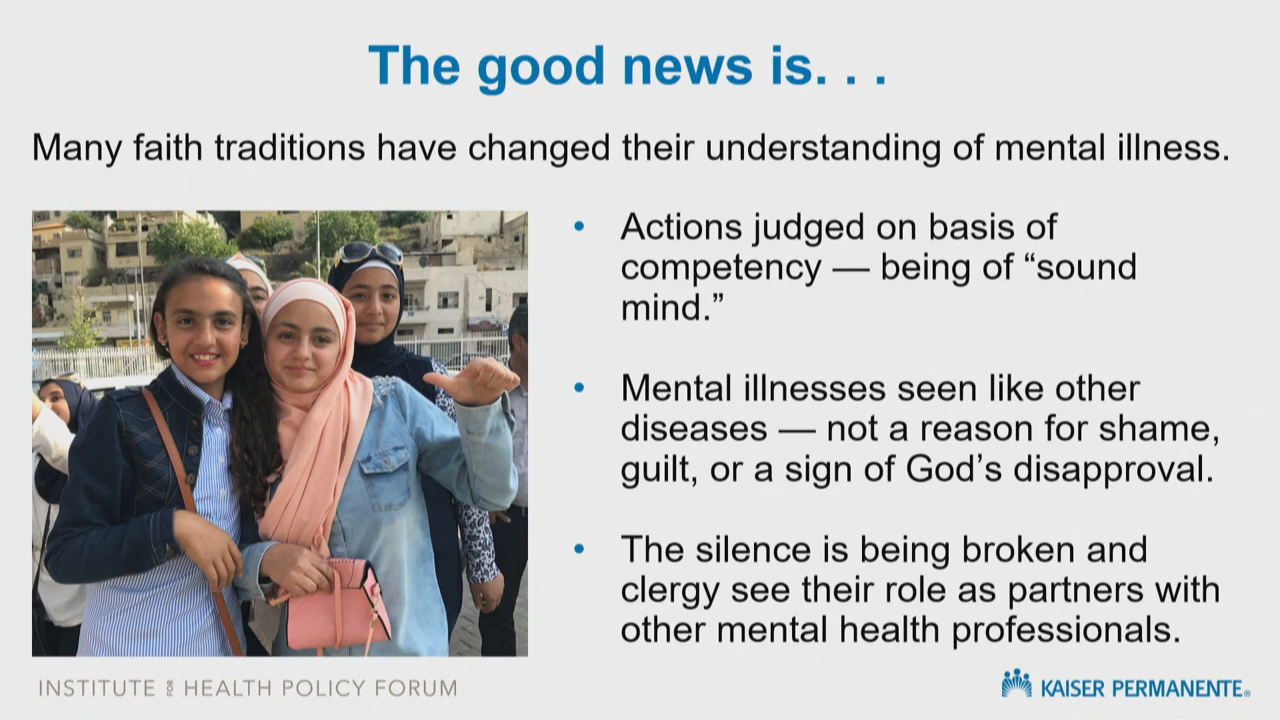 The good news is. . .
Many faith traditions have changed their understanding of mental illness.
• Actions judged on basis of
competency — being of “sound
mind.”
• Mental illnesses seen like other
diseases — not a reason for shame,
guilt, or a sign of God’s disapproval.
• The silence is being broken and
clergy see their role as partners with
other mental health professionals.
INSTITUTE FOR HEALTH POLICY FORUM
KAISER PERMANENTE®